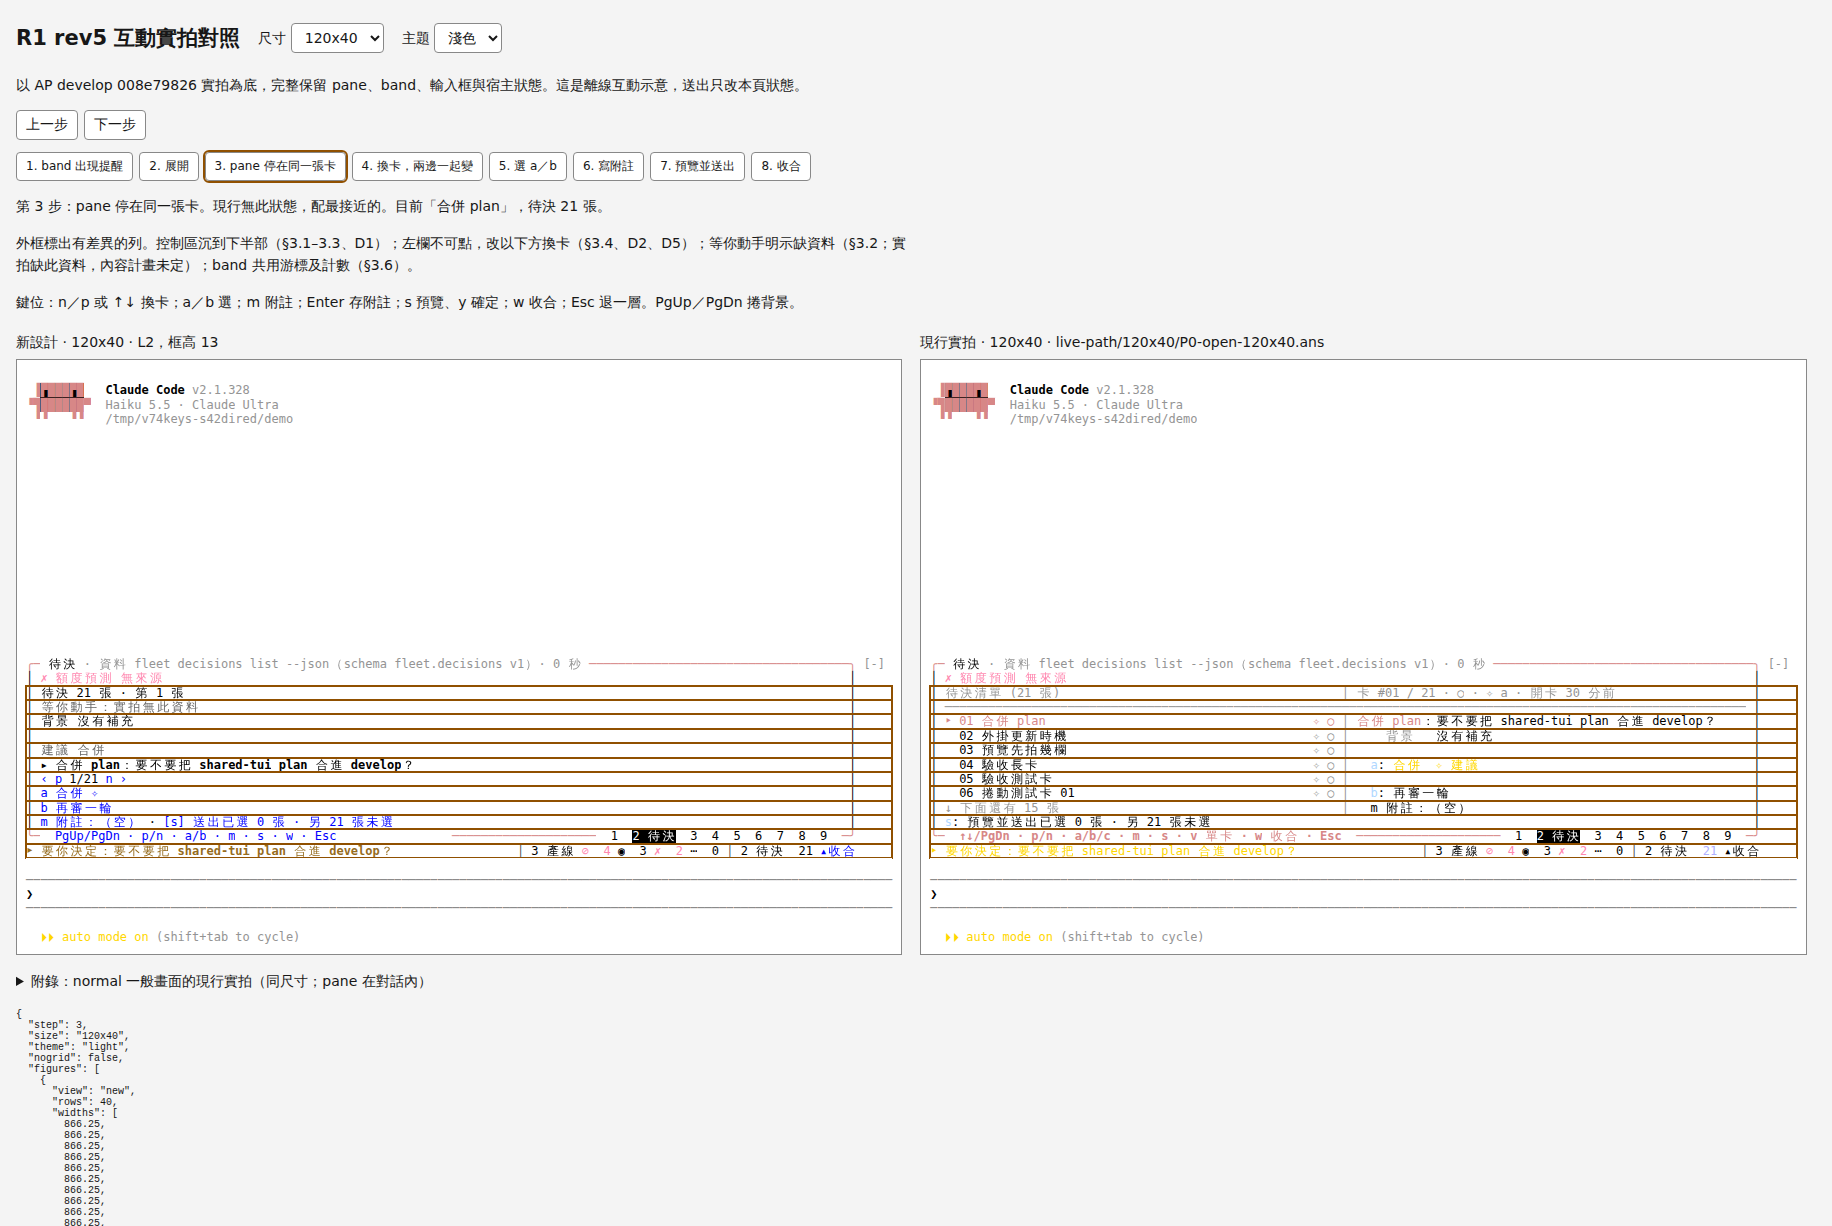 R1 rev5 互動實拍對照 尺寸 120x40 主題 淺色
以 AP develop 008e79826 實拍為底，完整保留 pane、band、輸入框與宿主狀態。這是離線互動示意，送出只改本頁狀態。
上一步 下一步
1. band 出現提醒 2. 展開 3. pane 停在同一張卡 4. 換卡，兩邊一起變 5. 選 a／b 6. 寫附註 7. 預覽並送出 8. 收合
第 3 步：pane 停在同一張卡。現行無此狀態，配最接近的。目前「合併 plan」，待決 21 張。
外框標出有差異的列。控制區沉到下半部（§3.1–3.3、D1）；左欄不可點，改以下方換卡（§3.4、D2、D5）；等你動手明示缺資料（§3.2；實
拍缺此資料，內容計畫未定）；band 共用游標及計數（§3.6）。
鍵位：n／p 或 ↑↓ 換卡；a／b 選；m 附註；Enter 存附註；s 預覽、y 確定；w 收合；Esc 退一層。PgUp／PgDn 捲背景。
新設計 · 120x40 · L2，框高 13
Claude Code v2.1.328
Haiku 5.5 · Claude Ultra
/tmp/v74keys-s42dired/demo
待決 · 資料 fleet decisions list --json（schema fleet.decisions v1）· 0 秒 [-]
✗ 額度預測 無來源
待決 21 張 · 第 1 張
等你動手：實拍無此資料
背景 沒有補充
建議 合併
▸ 合併 plan：要不要把 shared-tui plan 合進 develop？
‹ p 1/21 n ›
a 合併 ✧
b 再審一輪
m 附註：（空） · [s] 送出已選 0 張 · 另 21 張未選
PgUp/PgDn · p/n · a/b · m · s · w · Esc 1 2 待決 3 4 5 6 7 8 9
▸ 要你決定：要不要把 shared-tui plan 合進 develop？ | 3 產線 ⊘ 4 ◉ 3 ✗ 2 ⋯ 0 | 2 待決 21 ▴收合
❯
⏵⏵ auto mode on (shift+tab to cycle)
現行實拍 · 120x40 · live-path/120x40/P0-open-120x40.ans
Claude Code v2.1.328
Haiku 5.5 · Claude Ultra
/tmp/v74keys-s42dired/demo
待決 · 資料 fleet decisions list --json（schema fleet.decisions v1）· 0 秒 [-]
✗ 額度預測 無來源
待決清單 (21 張) | 卡 #01 / 21 · ○ · ✧ a · 開卡 30 分前
▸ 01 合併 plan ✧ ○ | 合併 plan：要不要把 shared-tui plan 合進 develop？
02 外掛更新時機 ✧ ○ | 背景 沒有補充
03 預覽先拍幾欄 ✧ ○ |
04 驗收長卡 ✧ ○ | a: 合併 ✧ 建議
05 驗收測試卡 ✧ ○ |
06 捲動測試卡 01 ✧ ○ | b: 再審一輪
↓ 下面還有 15 張 | m 附註：（空）
s: 預覽並送出已選 0 張 · 另 21 張未選
↑↓/PgDn · p/n · a/b/c · m · s · v 單卡 · w 收合 · Esc 1 2 待決 3 4 5 6 7 8 9
▸ 要你決定：要不要把 shared-tui plan 合進 develop？ | 3 產線 ⊘ 4 ◉ 3 ✗ 2 ⋯ 0 | 2 待決 21 ▴收合
❯
⏵⏵ auto mode on (shift+tab to cycle)
▶ 附錄：normal 一般畫面的現行實拍（同尺寸；pane 在對話內）
{
"step": 3,
"size": "120x40",
"theme": "light",
"nogrid": false,
"figures": [
{
"view": "new",
"rows": 40,
"widths": [
866.25,
866.25,
866.25,
866.25,
866.25,
866.25,
866.25,
866.25,
866.25,
866.25,